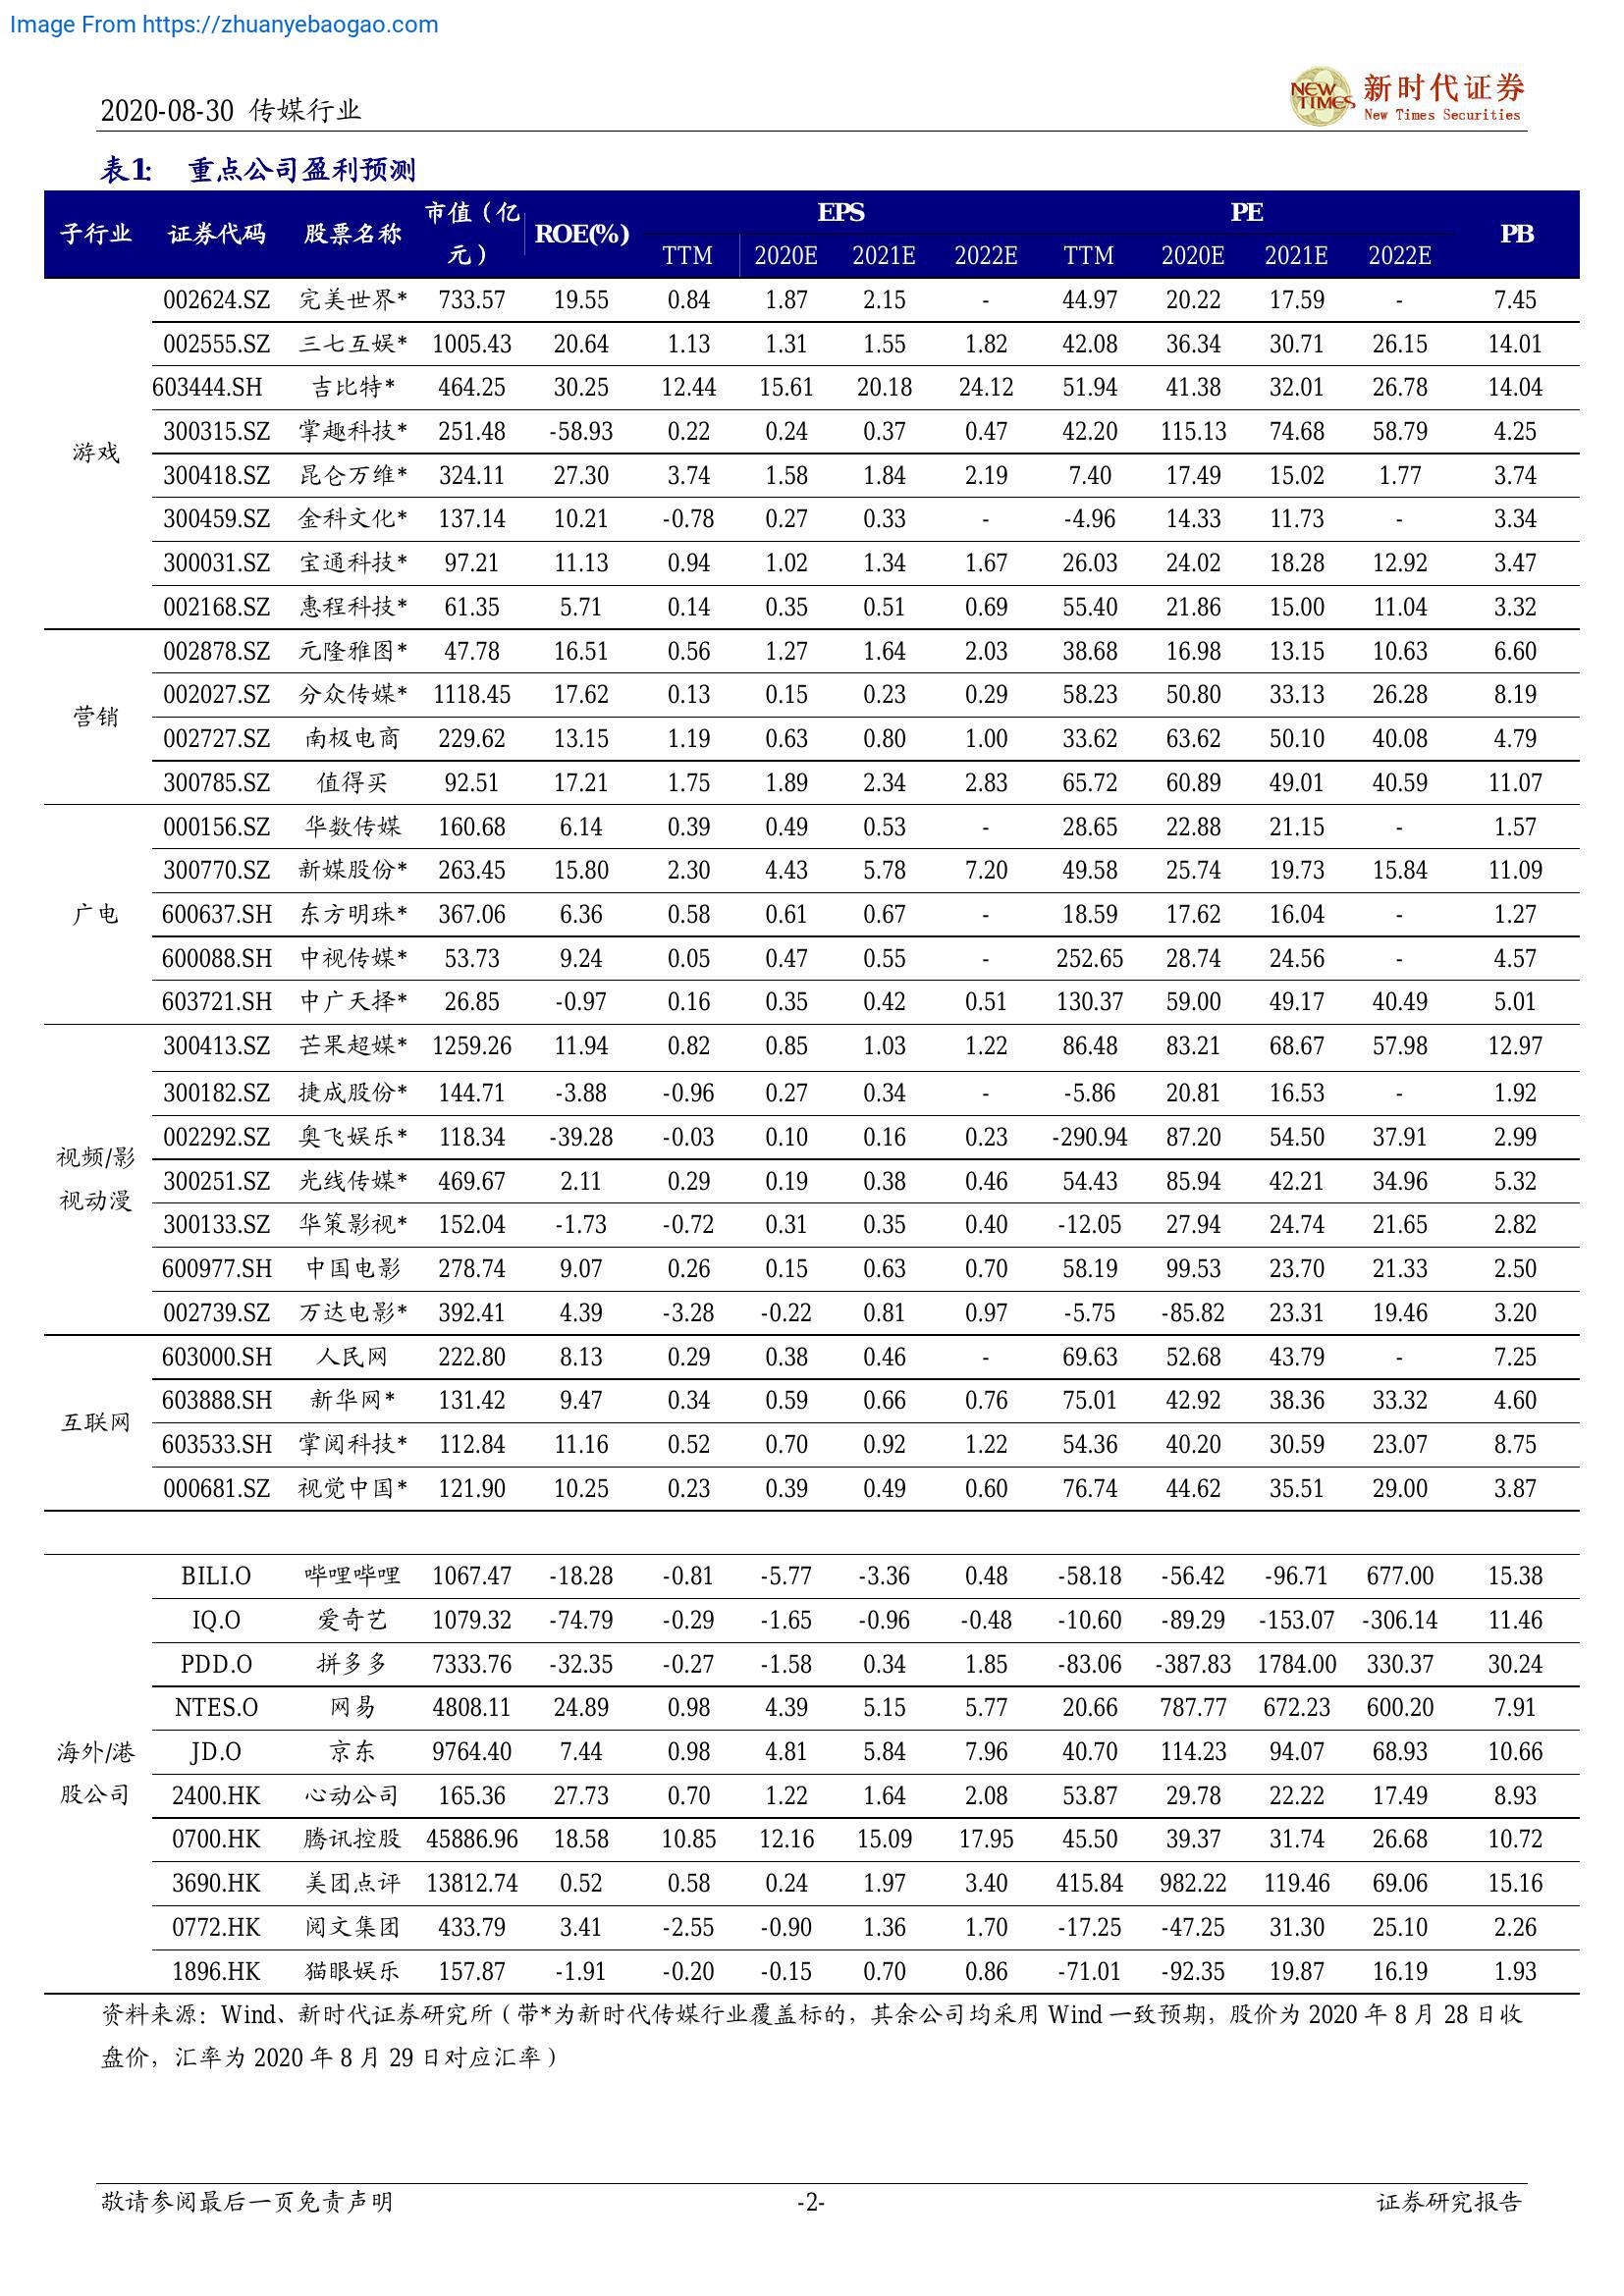 Image From https://zhuanyebaogao.com
2020-08-30 传媒行业
NEW TIMES 新时代证券
New Times Securities
表1: 重点公司盈利预测
子行业 证券代码 股票名称 市值（亿元） ROE(%) EPS PE PB
TTM 2020E 2021E 2022E TTM 2020E 2021E 2022E
游戏
002624.SZ 完美世界* 733.57 19.55 0.84 1.87 2.15 - 44.97 20.22 17.59 - 7.45
002555.SZ 三七互娱* 1005.43 20.64 1.13 1.31 1.55 1.82 42.08 36.34 30.71 26.15 14.01
603444.SH 吉比特* 464.25 30.25 12.44 15.61 20.18 24.12 51.94 41.38 32.01 26.78 14.04
300315.SZ 掌趣科技* 251.48 -58.93 0.22 0.24 0.37 0.47 42.20 115.13 74.68 58.79 4.25
300418.SZ 昆仑万维* 324.11 27.30 3.74 1.58 1.84 2.19 7.40 17.49 15.02 1.77 3.74
300459.SZ 金科文化* 137.14 10.21 -0.78 0.27 0.33 - -4.96 14.33 11.73 - 3.34
300031.SZ 宝通科技* 97.21 11.13 0.94 1.02 1.34 1.67 26.03 24.02 18.28 12.92 3.47
002168.SZ 惠程科技* 61.35 5.71 0.14 0.35 0.51 0.69 55.40 21.86 15.00 11.04 3.32
营销
002878.SZ 元隆雅图* 47.78 16.51 0.56 1.27 1.64 2.03 38.68 16.98 13.15 10.63 6.60
002027.SZ 分众传媒* 1118.45 17.62 0.13 0.15 0.23 0.29 58.23 50.80 33.13 26.28 8.19
002727.SZ 南极电商 229.62 13.15 1.19 0.63 0.80 1.00 33.62 63.62 50.10 40.08 4.79
300785.SZ 值得买 92.51 17.21 1.75 1.89 2.34 2.83 65.72 60.89 49.01 40.59 11.07
广电
000156.SZ 华数传媒 160.68 6.14 0.39 0.49 0.53 - 28.65 22.88 21.15 - 1.57
300770.SZ 新媒股份* 263.45 15.80 2.30 4.43 5.78 7.20 49.58 25.74 19.73 15.84 11.09
600637.SH 东方明珠* 367.06 6.36 0.58 0.61 0.67 - 18.59 17.62 16.04 - 1.27
600088.SH 中视传媒* 53.73 9.24 0.05 0.47 0.55 - 252.65 28.74 24.56 - 4.57
603721.SH 中广天择* 26.85 -0.97 0.16 0.35 0.42 0.51 130.37 59.00 49.17 40.49 5.01
视频/影视动漫
300413.SZ 芒果超媒* 1259.26 11.94 0.82 0.85 1.03 1.22 86.48 83.21 68.67 57.98 12.97
300182.SZ 捷成股份* 144.71 -3.88 -0.96 0.27 0.34 - -5.86 20.81 16.53 - 1.92
002292.SZ 奥飞娱乐* 118.34 -39.28 -0.03 0.10 0.16 0.23 -290.94 87.20 54.50 37.91 2.99
300251.SZ 光线传媒* 469.67 2.11 0.29 0.19 0.38 0.46 54.43 85.94 42.21 34.96 5.32
300133.SZ 华策影视* 152.04 -1.73 -0.72 0.31 0.35 0.40 -12.05 27.94 24.74 21.65 2.82
600977.SH 中国电影 278.74 9.07 0.26 0.15 0.63 0.70 58.19 99.53 23.70 21.33 2.50
002739.SZ 万达电影* 392.41 4.39 -3.28 -0.22 0.81 0.97 -5.75 -85.82 23.31 19.46 3.20
互联网
603000.SH 人民网 222.80 8.13 0.29 0.38 0.46 - 69.63 52.68 43.79 - 7.25
603888.SH 新华网* 131.42 9.47 0.34 0.59 0.66 0.76 75.01 42.92 38.36 33.32 4.60
603533.SH 掌阅科技* 112.84 11.16 0.52 0.70 0.92 1.22 54.36 40.20 30.59 23.07 8.75
000681.SZ 视觉中国* 121.90 10.25 0.23 0.39 0.49 0.60 76.74 44.62 35.51 29.00 3.87
海外/港股公司
BILI.O 哔哩哔哩 1067.47 -18.28 -0.81 -5.77 -3.36 0.48 -58.18 -56.42 -96.71 677.00 15.38
IQ.O 爱奇艺 1079.32 -74.79 -0.29 -1.65 -0.96 -0.48 -10.60 -89.29 -153.07 -306.14 11.46
PDD.O 拼多多 7333.76 -32.35 -0.27 -1.58 0.34 1.85 -83.06 -387.83 1784.00 330.37 30.24
NTES.O 网易 4808.11 24.89 0.98 4.39 5.15 5.77 20.66 787.77 672.23 600.20 7.91
JD.O 京东 9764.40 7.44 0.98 4.81 5.84 7.96 40.70 114.23 94.07 68.93 10.66
2400.HK 心动公司 165.36 27.73 0.70 1.22 1.64 2.08 53.87 29.78 22.22 17.49 8.93
0700.HK 腾讯控股 45886.96 18.58 10.85 12.16 15.09 17.95 45.50 39.37 31.74 26.68 10.72
3690.HK 美团点评 13812.74 0.52 0.58 0.24 1.97 3.40 415.84 982.22 119.46 69.06 15.16
0772.HK 阅文集团 433.79 3.41 -2.55 -0.90 1.36 1.70 -17.25 -47.25 31.30 25.10 2.26
1896.HK 猫眼娱乐 157.87 -1.91 -0.20 -0.15 0.70 0.86 -71.01 -92.35 19.87 16.19 1.93
资料来源：Wind、新时代证券研究所（带*为新时代传媒行业覆盖标的，其余公司均采用 Wind 一致预期，股价为 2020 年 8 月 28 日收
盘价，汇率为 2020 年 8 月 29 日对应汇率）
敬请参阅最后一页免责声明 -2- 证券研究报告